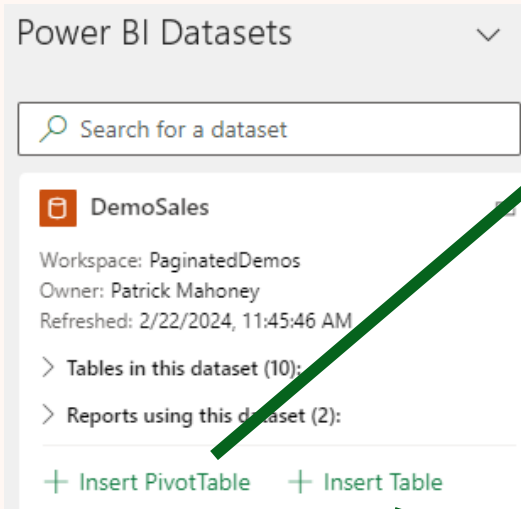 Power BI Datasets
Search for a dataset
DemoSales
Workspace: PaginatedDemos
Owner: Patrick Mahoney
Refreshed: 2/22/2024, 11:45:46 AM
Tables in this dataset (10):
Reports using this dataset (2):
+ Insert PivotTable + Insert Table